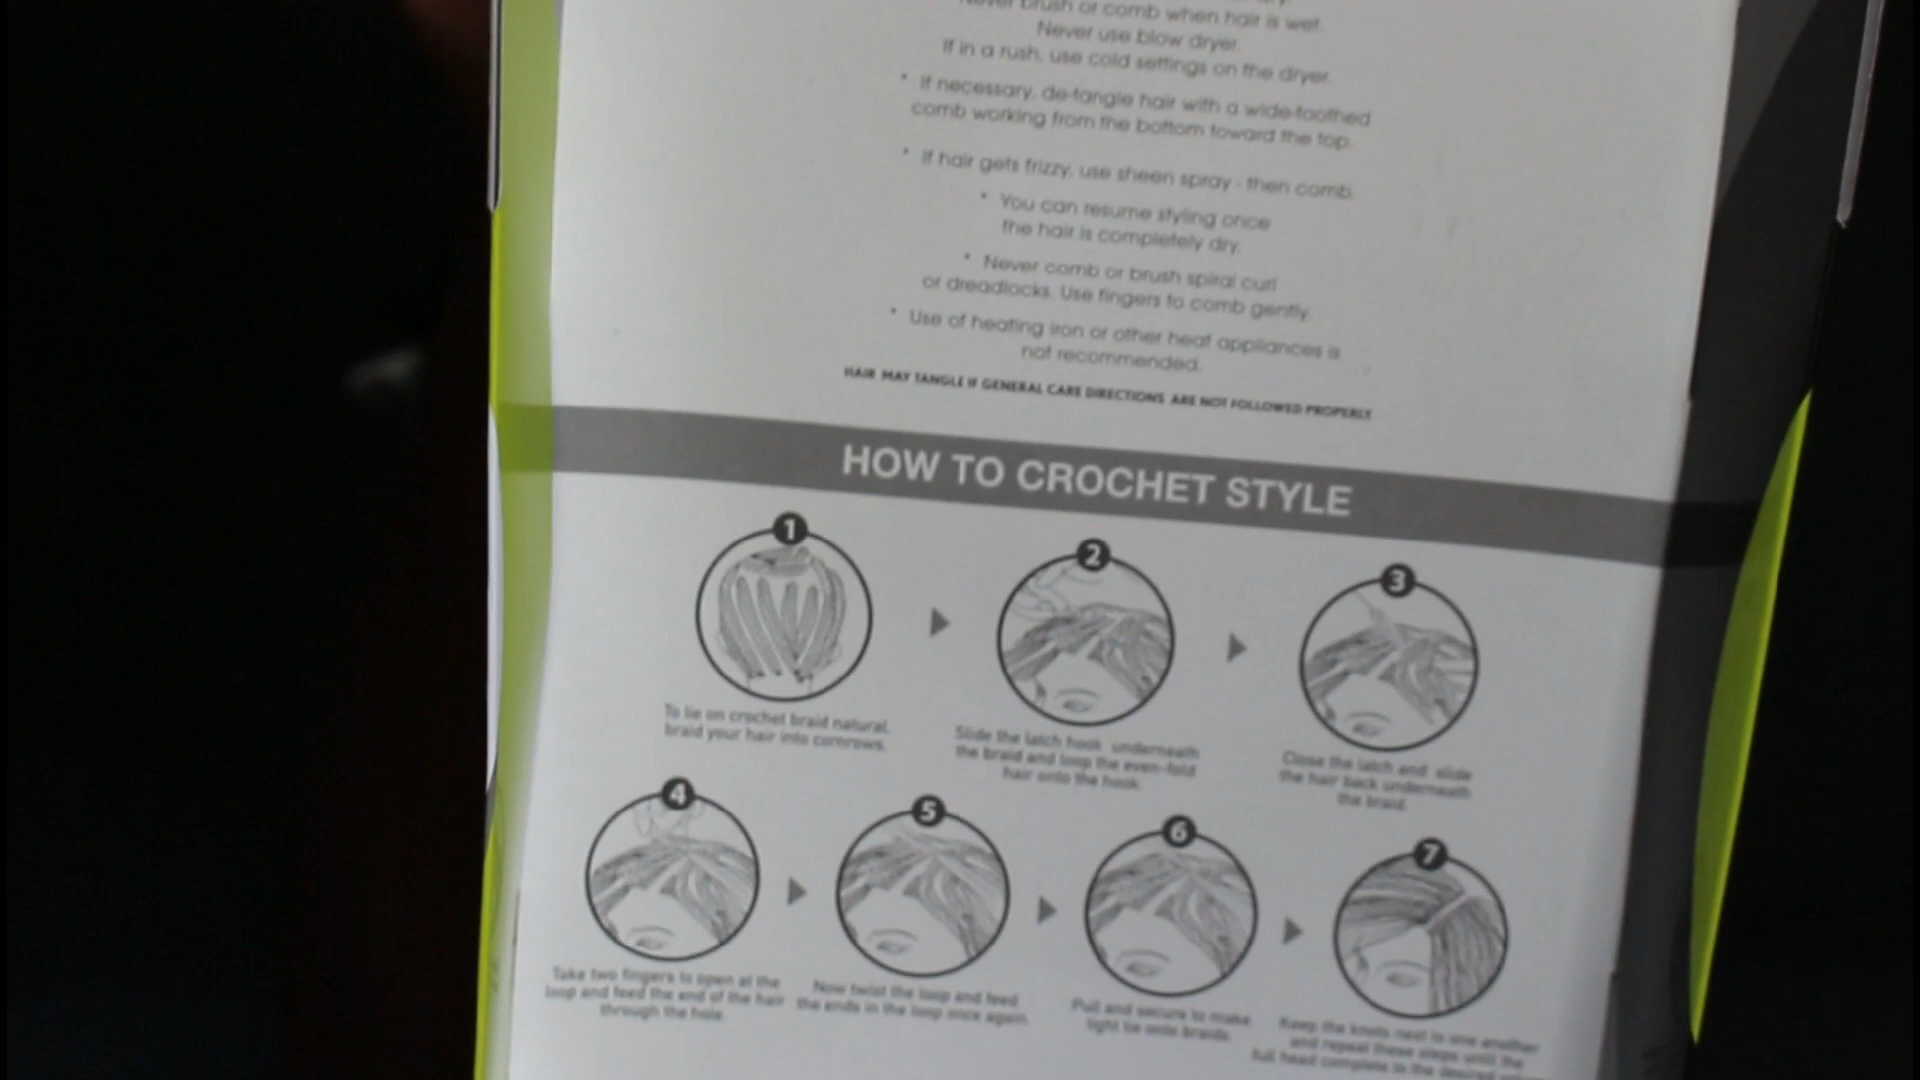 Never brush or comb when hair is wet.
Never use blow dryer.
If in a rush, use cold settings on the dryer.
• If necessary, de-tangle hair with a wide-toothed
comb working from the bottom toward the top.
• If hair gets frizzy, use sheen spray - then comb.
• You can resume styling once
the hair is completely dry.
• Never comb or brush spiral curl
or dreadlocks. Use fingers to comb gently.
• Use of heating iron or other heat appliances is
not recommended.
HAIR MAY TANGLE IF GENERAL CARE DIRECTIONS ARE NOT FOLLOWED PROPERLY
HOW TO CROCHET STYLE
1
To lie on crochet braid natural,
braid your hair into cornrows.
2
Slide the latch hook underneath
the braid and loop the even-fold
hair onto the hook.
3
Close the latch and slide
the hair back underneath
the braid.
4
Take two fingers to open at the
loop and feed the end of the hair
through the hole.
5
Now twist the loop and feed
the ends in the loop once again.
6
Pull and secure to make
tight tie onto braids.
7
Keep the knots next to one another
and repeat these steps until the
full head complete to the desired